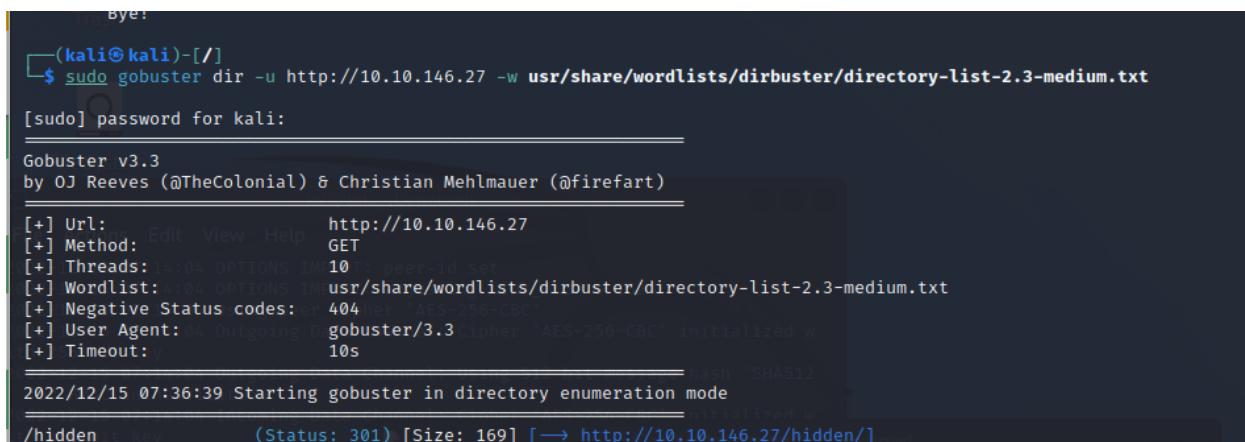 Bye!
┌──(kali㉿kali)-[/]
└─$ sudo gobuster dir -u http://10.10.146.27 -w usr/share/wordlists/dirbuster/directory-list-2.3-medium.txt
[sudo] password for kali:
Gobuster v3.3
by OJ Reeves (@TheColonial) & Christian Mehlmauer (@firefart)
[+] Url: http://10.10.146.27
[+] Method: GET
[+] Threads: 10
[+] Wordlist: usr/share/wordlists/dirbuster/directory-list-2.3-medium.txt
[+] Negative Status codes: 404
[+] User Agent: gobuster/3.3
[+] Timeout: 10s
2022/12/15 07:36:39 Starting gobuster in directory enumeration mode
/hidden (Status: 301) [Size: 169] [--> http://10.10.146.27/hidden/]